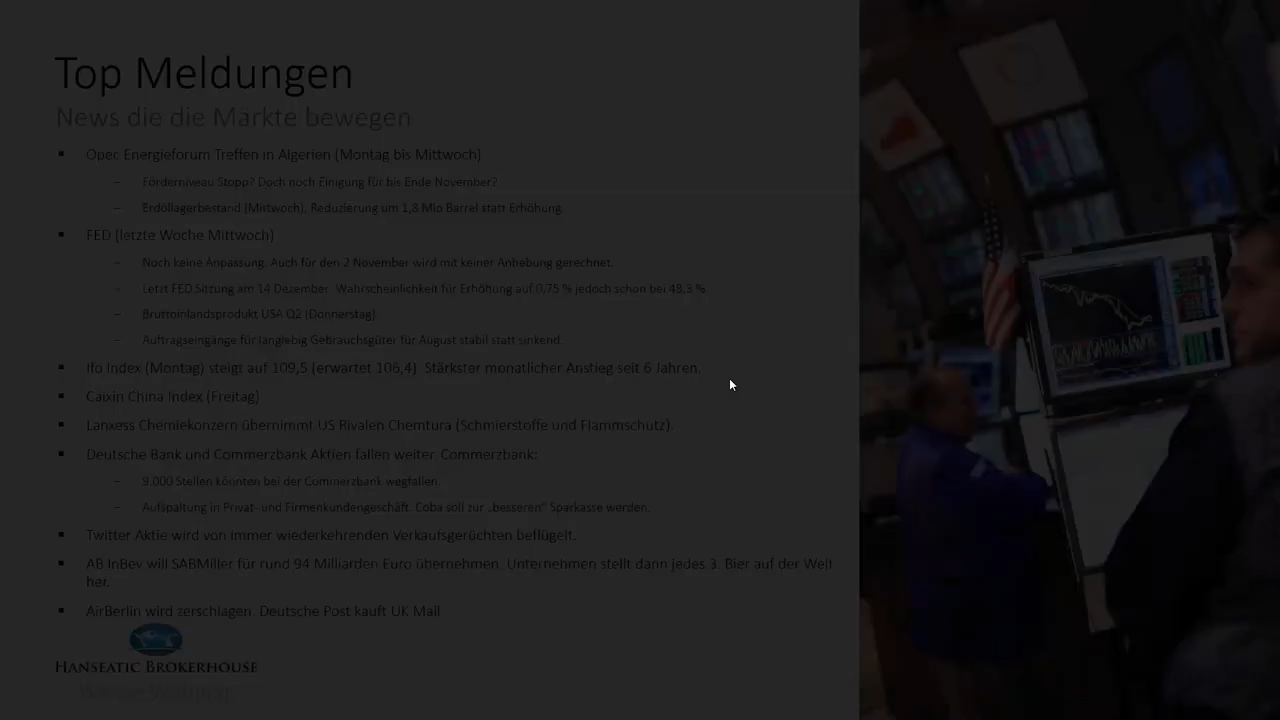 Top Meldungen
News die die Märkte bewegen
▪ Opec Energieforum Treffen in Algerien (Montag bis Mittwoch)
– Förderniveau Stopp? Doch noch Einigung für bis Ende November?
– Erdöllagerbestand (Mittwoch). Reduzierung um 1,8 Mio Barrel statt Erhöhung.
▪ FED (letzte Woche Mittwoch)
– Noch keine Anpassung. Auch für den 2 November wird mit keiner Anhebung gerechnet.
– Letzt FED Sitzung am 14 Dezember. Wahrscheinlichkeit für Erhöhung auf 0,75 % jedoch schon bei 48,3 %.
– Bruttoinlandsprodukt USA Q2 (Donnerstag)
– Auftragseingänge für langlebig Gebrauchsgüter für August stabil statt sinkend.
▪ Ifo Index (Montag) steigt auf 109,5 (erwartet 106,4). Stärkster monatlicher Anstieg seit 6 Jahren.
▪ Caixin China Index (Freitag)
▪ Lanxess Chemiekonzern übernimmt US Rivalen Chemtura (Schmierstoffe und Flammschutz).
▪ Deutsche Bank und Commerzbank Aktien fallen weiter. Commerzbank:
– 9.000 Stellen könnten bei der Commerzbank wegfallen.
– Aufspaltung in Privat- und Firmenkundengeschäft. Coba soll zur „besseren" Sparkasse werden.
▪ Twitter Aktie wird von immer wiederkehrenden Verkaufsgerüchten beflügelt.
▪ AB InBev will SABMiller für rund 94 Milliarden Euro übernehmen. Unternehmen stellt dann jedes 3. Bier auf der Welt
her.
▪ AirBerlin wird zerschlagen. Deutsche Post kauft UK Mail
HANSEATIC BROKERHOUSE